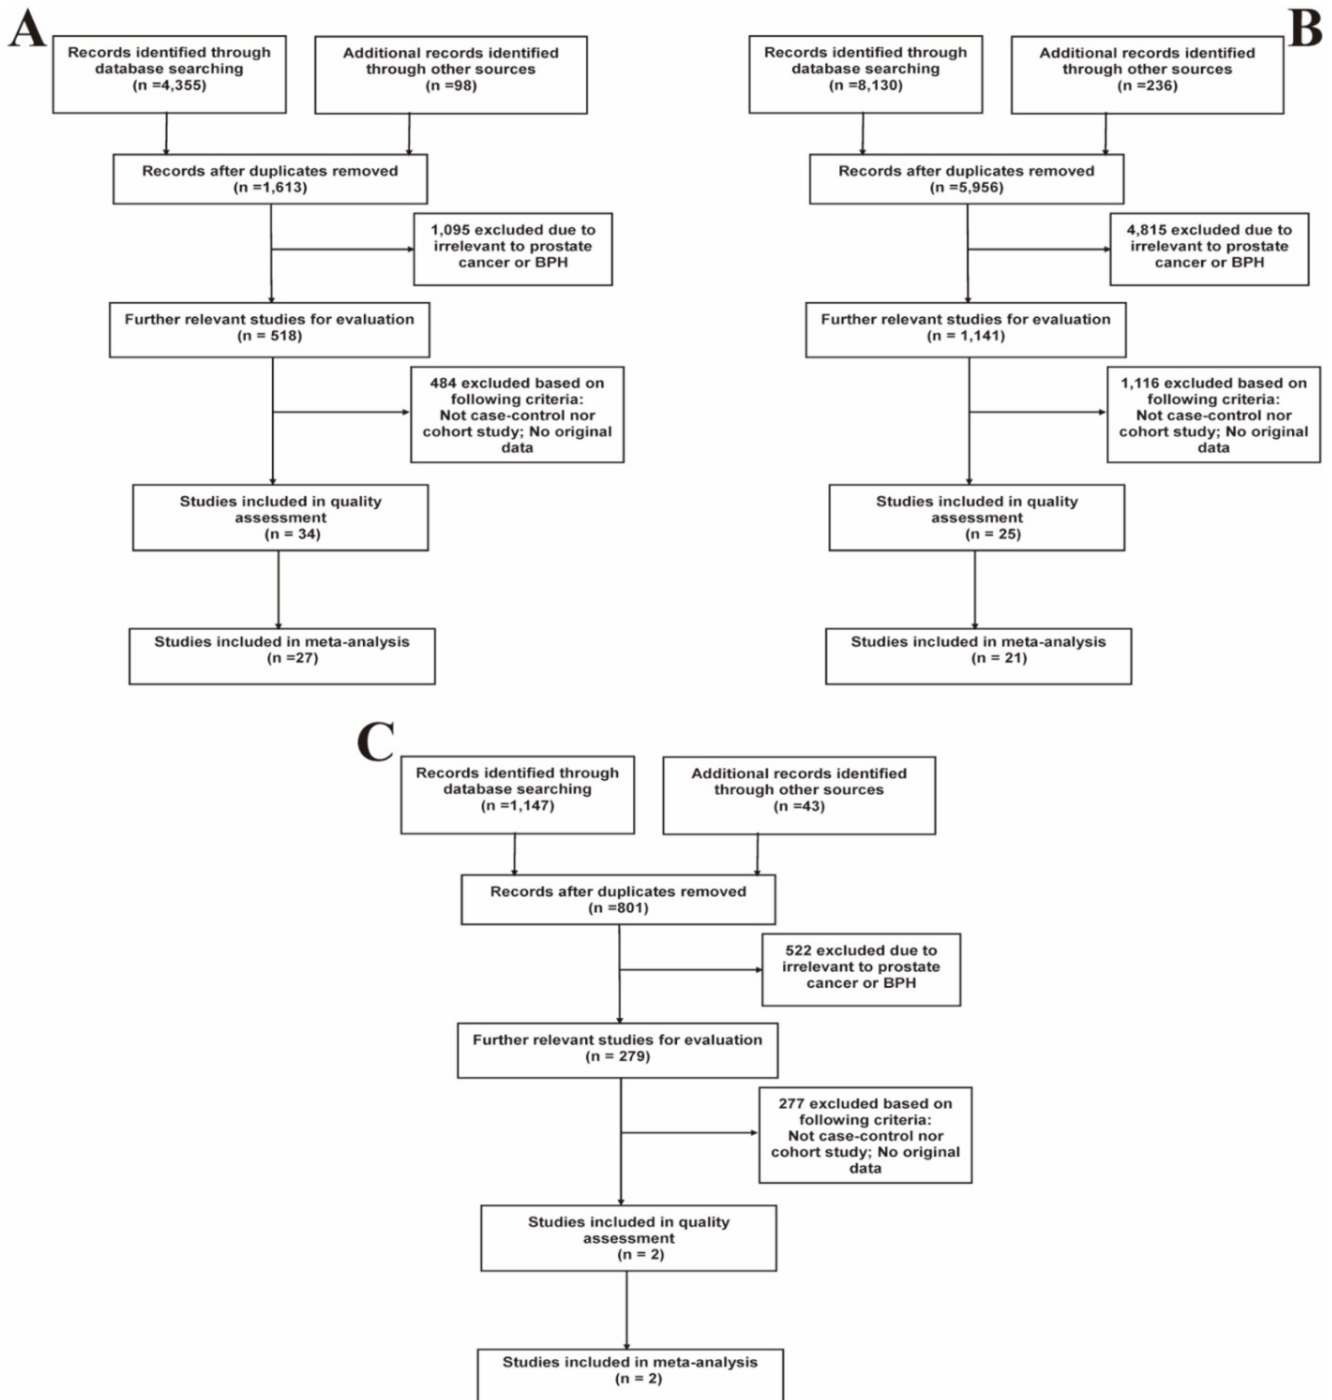 A
Records identified through
database searching
(n =4,355)
Additional records identified
through other sources
(n =98)
Records after duplicates removed
(n =1,613)
1,095 excluded due to
irrelevant to prostate
cancer or BPH
Further relevant studies for evaluation
(n = 518)
484 excluded based on
following criteria:
Not case-control nor
cohort study; No original
data
Studies included in quality
assessment
(n = 34)
Studies included in meta-analysis
(n =27)
B
Records identified through
database searching
(n =8,130)
Additional records identified
through other sources
(n =236)
Records after duplicates removed
(n =5,956)
4,815 excluded due to
irrelevant to prostate
cancer or BPH
Further relevant studies for evaluation
(n = 1,141)
1,116 excluded based on
following criteria:
Not case-control nor
cohort study; No original
data
Studies included in quality
assessment
(n = 25)
Studies included in meta-analysis
(n = 21)
C
Records identified through
database searching
(n =1,147)
Additional records identified
through other sources
(n =43)
Records after duplicates removed
(n =801)
522 excluded due to
irrelevant to prostate
cancer or BPH
Further relevant studies for evaluation
(n = 279)
277 excluded based on
following criteria:
Not case-control nor
cohort study; No original
data
Studies included in quality
assessment
(n = 2)
Studies included in meta-analysis
(n = 2)